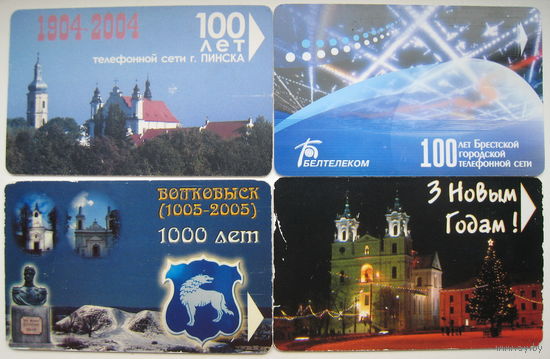 1904-2004
100
ЛЕТ
ТЕЛЕФОННОЙ СЕТИ Г. ПИНСКА
БЕЛТЕЛЕКОМ
100 ЛЕТ БРЕСТСКОЙ
ГОРОДСКОЙ
ТЕЛЕФОННОЙ СЕТИ
ВОЛКОВЫСК
(1005-2005)
1000 лет
З Новым
Годам !